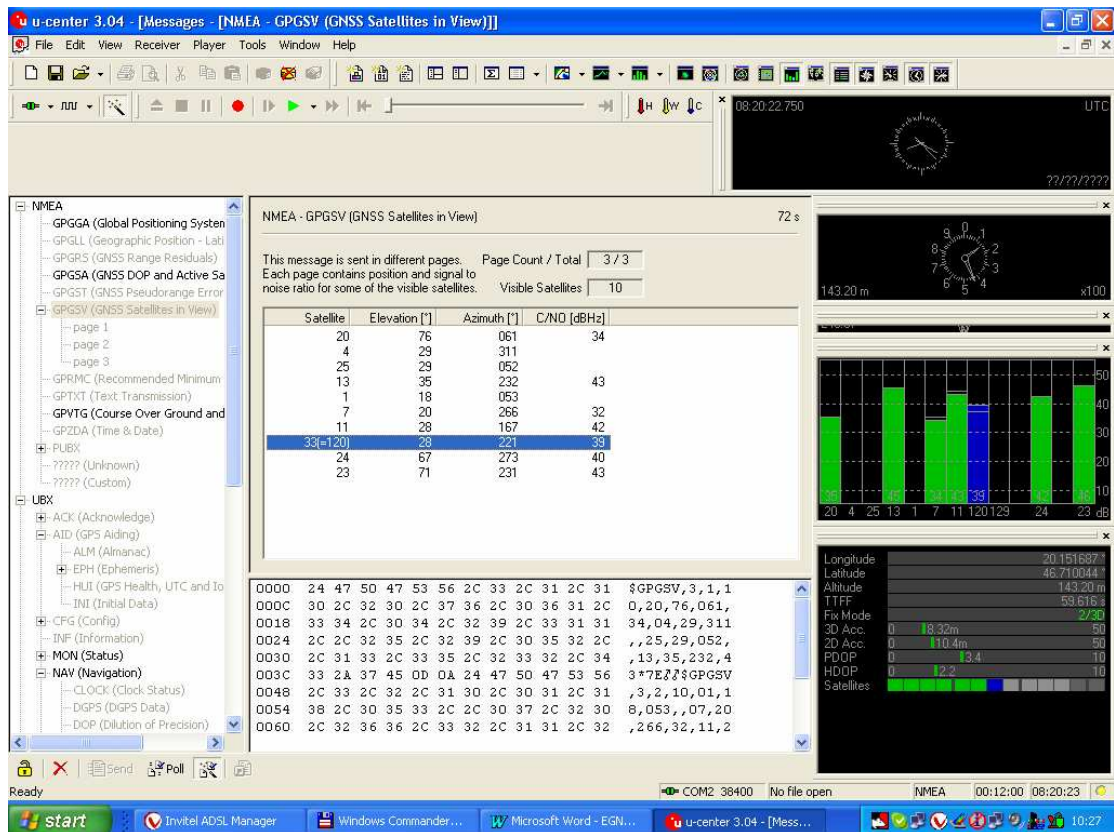 u-center 3.04 - [Messages - [NMEA - GPGSV (GNSS Satellites in View)]]
File Edit View Receiver Player Tools Window Help
H W C
08:20:22.750 UTC
??/??/????
NMEA
GPGGA (Global Positioning System
GPGLL (Geographic Position - Lati
GPGRS (GNSS Range Residuals)
GPGSA (GNSS DOP and Active Sa
GPGST (GNSS Pseudorange Error
GPGSV (GNSS Satellites in View)
page 1
page 2
page 3
GPRMC (Recommended Minimum
GPTXT (Text Transmission)
GPVTG (Course Over Ground and
GPZDA (Time & Date)
PUBX
????? (Unknown)
????? (Custom)
UBX
ACK (Acknowledge)
AID (GPS Aiding)
ALM (Almanac)
EPH (Ephemeris)
HUI (GPS Health, UTC and Io
INI (Initial Data)
CFG (Config)
INF (Information)
MON (Status)
NAV (Navigation)
CLOCK (Clock Status)
DGPS (DGPS Data)
DOP (Dilution of Precision)
NMEA - GPGSV (GNSS Satellites in View) 72 s
This message is sent in different pages. Page Count / Total 3 / 3
Each page contains position and signal to
noise ratio for some of the visible satellites. Visible Satellites 10
Satellite Elevation [°] Azimuth [°] C/N0 [dBHz]
20 76 061 34
4 29 311
25 29 052
13 35 232 43
1 18 053
7 20 266 32
11 28 167 42
33(=120) 28 221 39
24 67 273 40
23 71 231 43
0000 24 47 50 47 53 56 2C 33 2C 31 2C 31 $GPGSV,3,1,1
000C 30 2C 32 30 2C 37 36 2C 30 36 31 2C 0,20,76,061,
0018 33 34 2C 30 34 2C 32 39 2C 33 31 31 34,04,29,311
0024 2C 2C 32 35 2C 32 39 2C 30 35 32 2C ,,25,29,052,
0030 2C 31 33 2C 33 35 2C 32 33 32 2C 34 ,13,35,232,4
003C 33 2A 37 45 0D 0A 24 47 50 47 53 56 3*7E $GPGSV
0048 2C 33 2C 32 2C 31 30 2C 30 31 2C 31 ,3,2,10,01,1
0054 38 2C 30 35 33 2C 2C 30 37 2C 32 30 8,053,,07,20
0060 2C 32 36 36 2C 33 32 2C 31 31 2C 32 ,266,32,11,2
0 1 2 3 4 5 6 7 8 9
143.20 m x100
50
40
30
20
10
35 45 34 43 39 42 46
20 4 25 13 1 7 11 120 129 24 23 dB
Longitude 20.151687 °
Latitude 46.710044 °
Altitude 143.20 m
TTFF 59.616 s
Fix Mode 2/3D
3D Acc. 0 8.32m 50
2D Acc. 0 10.4m 50
PDOP 0 3.4 10
HDOP 0 2.2 10
Satellites
Send Poll
Ready COM2 38400 No file open NMEA 00:12:00 08:20:23
start Invitel ADSL Manager Windows Commander... Microsoft Word - EGN... u-center 3.04 - [Mess... 10:27